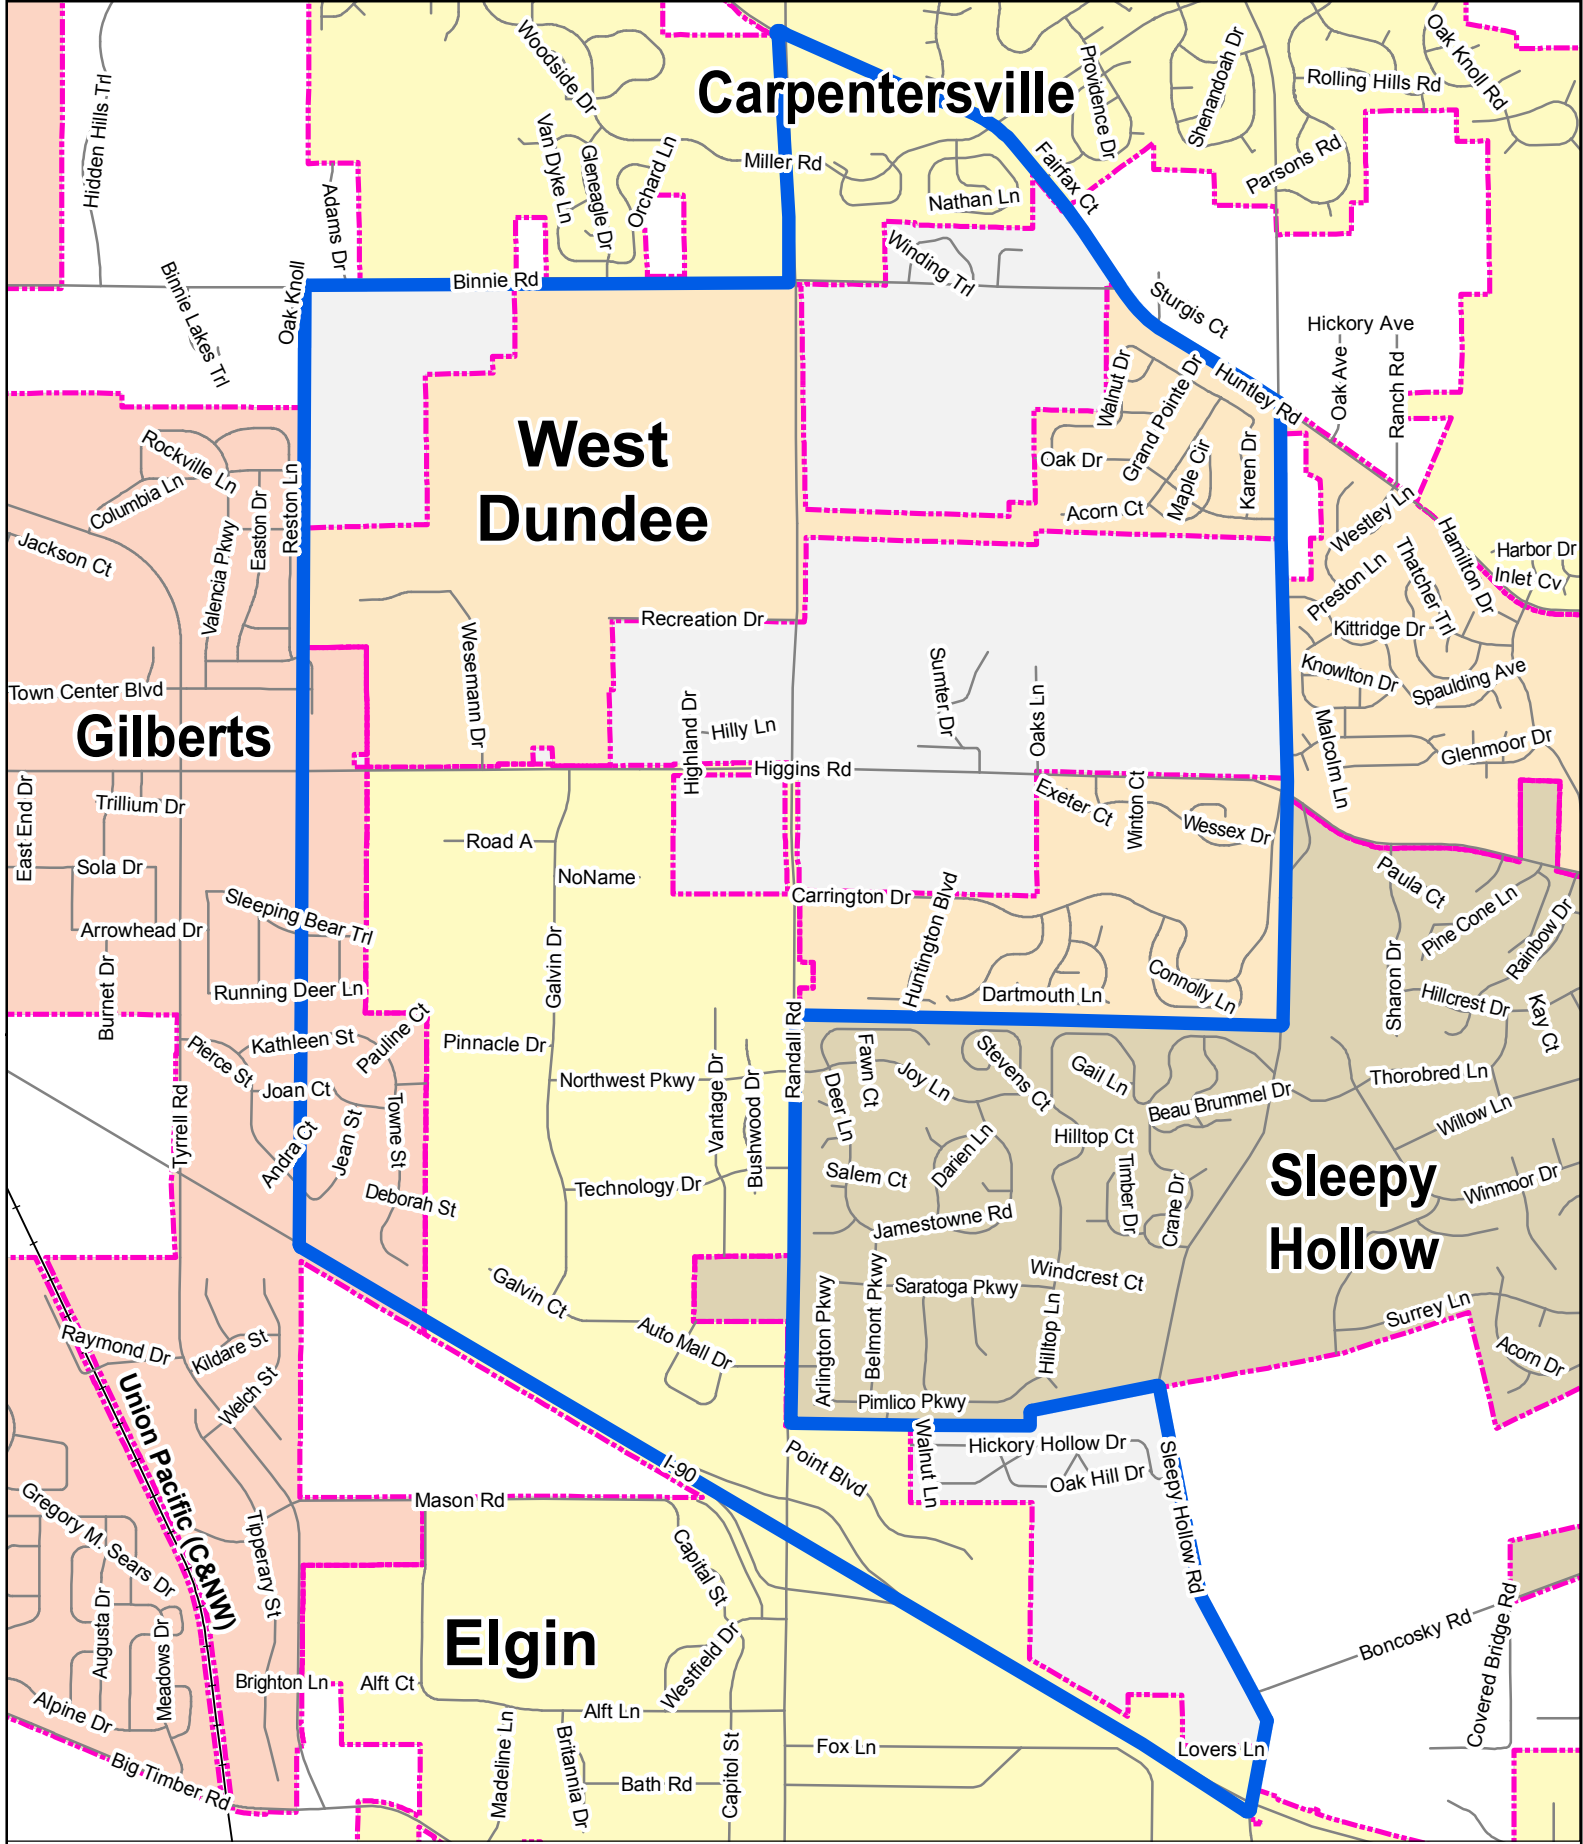 Woodside Dr
Carpentersville
Providence Dr
Shenandoah Dr
Oak Knoll Rd
Rolling Hills Rd
Hidden Hills Trl
Van Dyke Ln
Gleneagle Dr
Orchard Ln
Miller Rd
Fairfax Ct
Parsons Rd
Adams Dr
Nathan Ln
Winding Trl
Binnie Rd
Oak Knoll
Binnie Lakes Trl
Sturgis Ct
Hickory Ave
Oak Ave
Ranch Rd
Huntley Rd
Walnut Dr
Grand Pointe Dr
Maple Cir
Karen Dr
Oak Dr
Acorn Ct
West
Dundee
Rockville Ln
Columbia Ln
Reston Ln
Easton Dr
Valencia Pkwy
Jackson Ct
Westley Ln
Hamilton Dr
Harbor Dr
Inlet Cv
Thatcher Trl
Preston Ln
Kittridge Dr
Knowlton Dr
Spaulding Ave
Malcolm Ln
Glenmoor Dr
Recreation Dr
Wesemann Dr
Sumter Dr
Oaks Ln
Highland Dr
Hilly Ln
Higgins Rd
Town Center Blvd
Gilberts
Trillium Dr
East End Dr
Sola Dr
Road A
NoName
Exeter Ct
Winton Ct
Wessex Dr
Paula Ct
Pine Cone Ln
Rainbow Dr
Sleeping Bear Trl
Arrowhead Dr
Burnet Dr
Running Deer Ln
Galvin Dr
Carrington Dr
Huntington Blvd
Dartmouth Ln
Connolly Ln
Sharon Dr
Hillcrest Dr
Kay Ct
Kathleen St
Pauline Ct
Pierce St
Joan Ct
Andra Ct
Jean St
Towne St
Deborah St
Tyrrell Rd
Pinnacle Dr
Northwest Pkwy
Vantage Dr
Bushwood Dr
Randall Rd
Technology Dr
Fawn Ct
Deer Ln
Joy Ln
Stevens Ct
Gail Ln
Beau Brummel Dr
Thorobred Ln
Willow Ln
Hilltop Ct
Darien Ln
Salem Ct
Timber Dr
Crane Dr
Jamestowne Rd
Sleepy
Hollow
Winmoor Dr
Belmont Pkwy
Arlington Pkwy
Saratoga Pkwy
Windcrest Ct
Hilltop Ln
Surrey Ln
Acorn Dr
Galvin Ct
Auto Mall Dr
Raymond Dr
Kildare St
Welch St
Union Pacific (C&NW)
Pimlico Pkwy
Walnut Ln
Hickory Hollow Dr
Oak Hill Dr
Sleepy Hollow Rd
Point Blvd
I-90
Mason Rd
Capital St
Tipperary St
Gregory M. Sears Dr
Augusta Dr
Meadows Dr
Alpine Dr
Brighton Ln
Big Timber Rd
Elgin
Alft Ct
Alft Ln
Westfield Dr
Madeline Ln
Britannia Dr
Bath Rd
Capitol St
Fox Ln
Lovers Ln
Boncosky Rd
Covered Bridge Rd